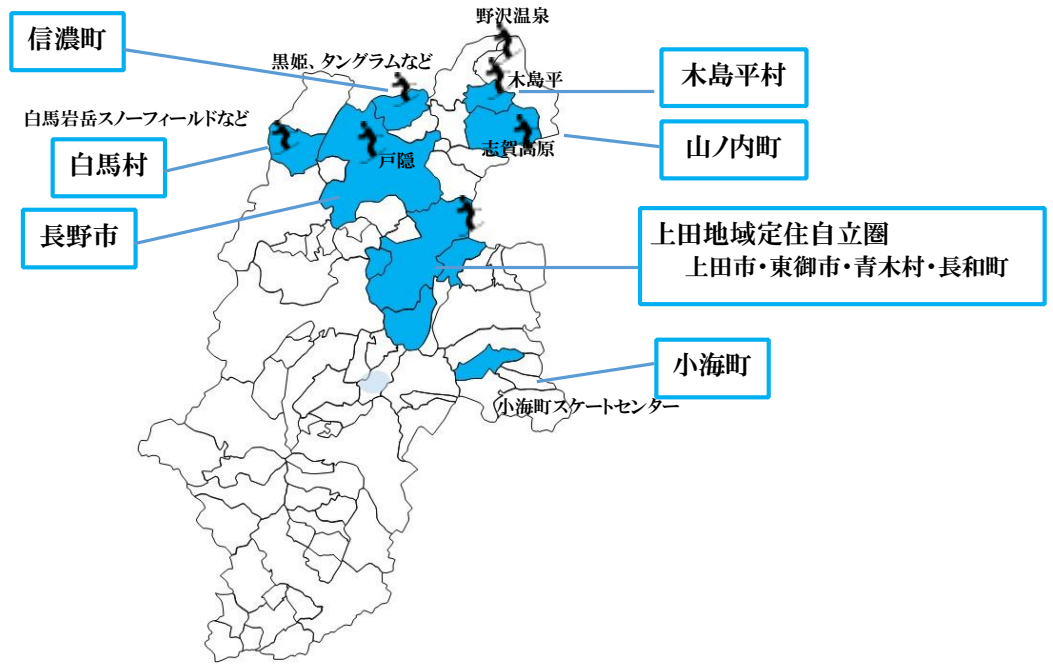 野沢温泉
信濃町
黒姫、タングラムなど
木島平
木島平村
白馬岩岳スノーフィールドなど
戸隠
志賀高原
山ノ内町
白馬村
長野市
上田地域定住自立圏
上田市・東御市・青木村・長和町
小海町
小海町スケートセンター